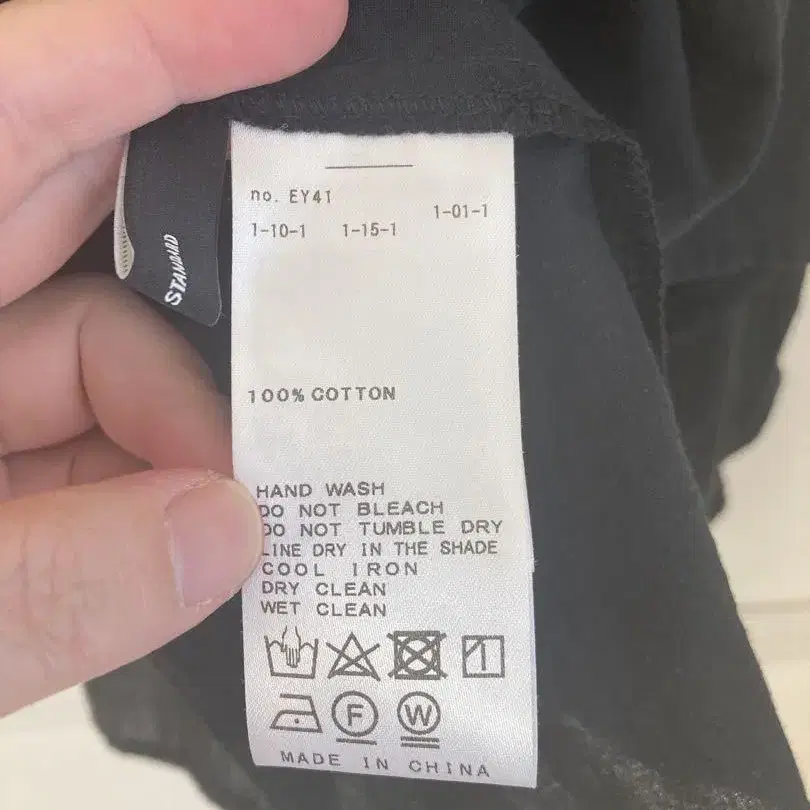 STANDARD
no. EY41
1-01-1
1-10-1 1-15-1
100% COTTON
HAND WASH
DO NOT BLEACH
DO NOT TUMBLE DRY
LINE DRY IN THE SHADE
COOL IRON
DRY CLEAN
WET CLEAN
F W
MADE IN CHINA